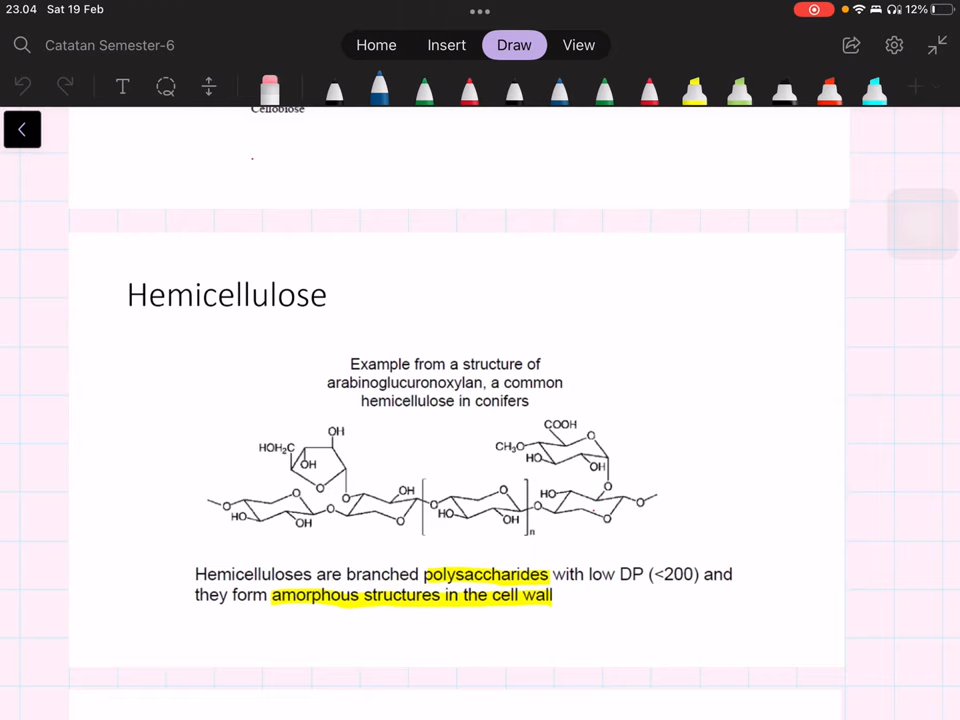 23.04 Sat 19 Feb
12%
Catatan Semester-6
Home Insert Draw View
T
Cellobiose
Hemicellulose
Example from a structure of
arabinoglucuronoxylan, a common
hemicellulose in conifers
OH
COOH
HOH₂C
O
CH₃O
OH
HO
OH
O
O
O
O
OH
O
HO
O
O
O
O
HO
OH
O
HO
OH
O
O
n
Hemicelluloses are branched polysaccharides with low DP (<200) and
they form amorphous structures in the cell wall